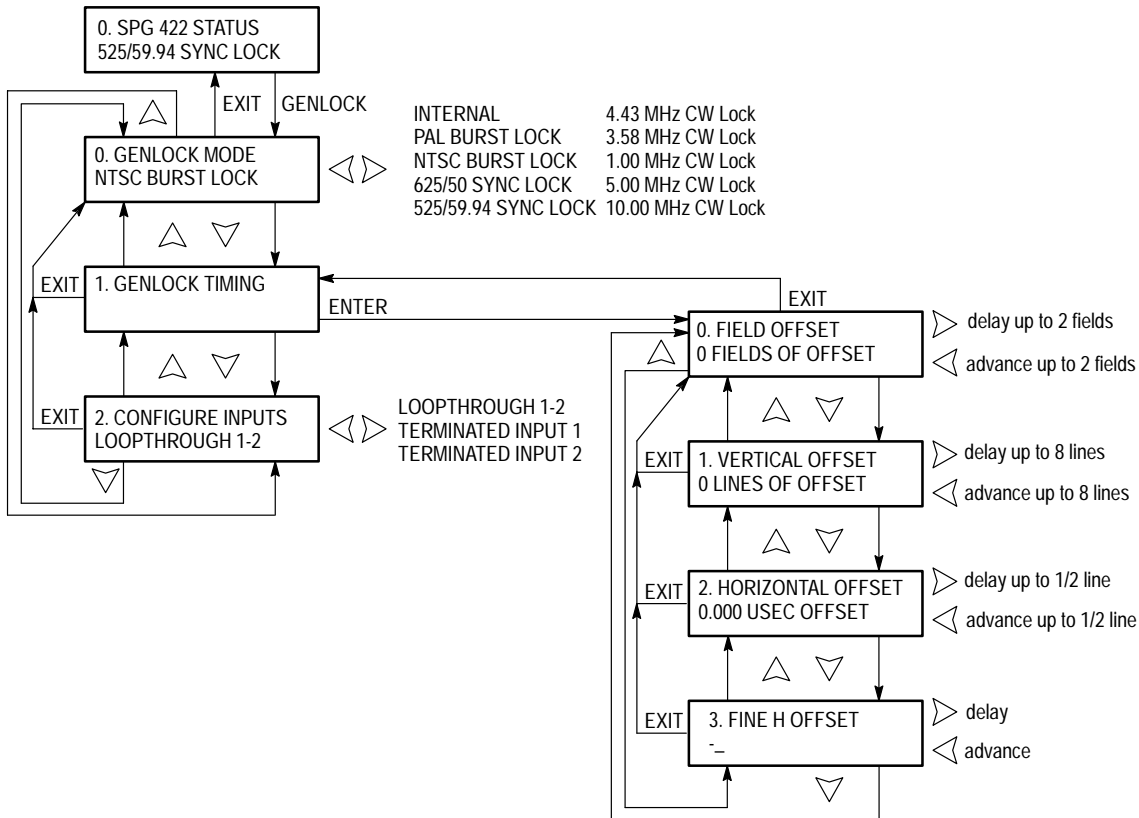 0. SPG 422 STATUS
525/59.94 SYNC LOCK
EXIT
GENLOCK
0. GENLOCK MODE
NTSC BURST LOCK
INTERNAL 4.43 MHz CW Lock
PAL BURST LOCK 3.58 MHz CW Lock
NTSC BURST LOCK 1.00 MHz CW Lock
625/50 SYNC LOCK 5.00 MHz CW Lock
525/59.94 SYNC LOCK 10.00 MHz CW Lock
EXIT
1. GENLOCK TIMING
ENTER
EXIT
EXIT
2. CONFIGURE INPUTS
LOOPTHROUGH 1-2
LOOPTHROUGH 1-2
TERMINATED INPUT 1
TERMINATED INPUT 2
0. FIELD OFFSET
0 FIELDS OF OFFSET
delay up to 2 fields
advance up to 2 fields
EXIT
1. VERTICAL OFFSET
0 LINES OF OFFSET
delay up to 8 lines
advance up to 8 lines
EXIT
2. HORIZONTAL OFFSET
0.000 USEC OFFSET
delay up to 1/2 line
advance up to 1/2 line
EXIT
3. FINE H OFFSET
-_
delay
advance